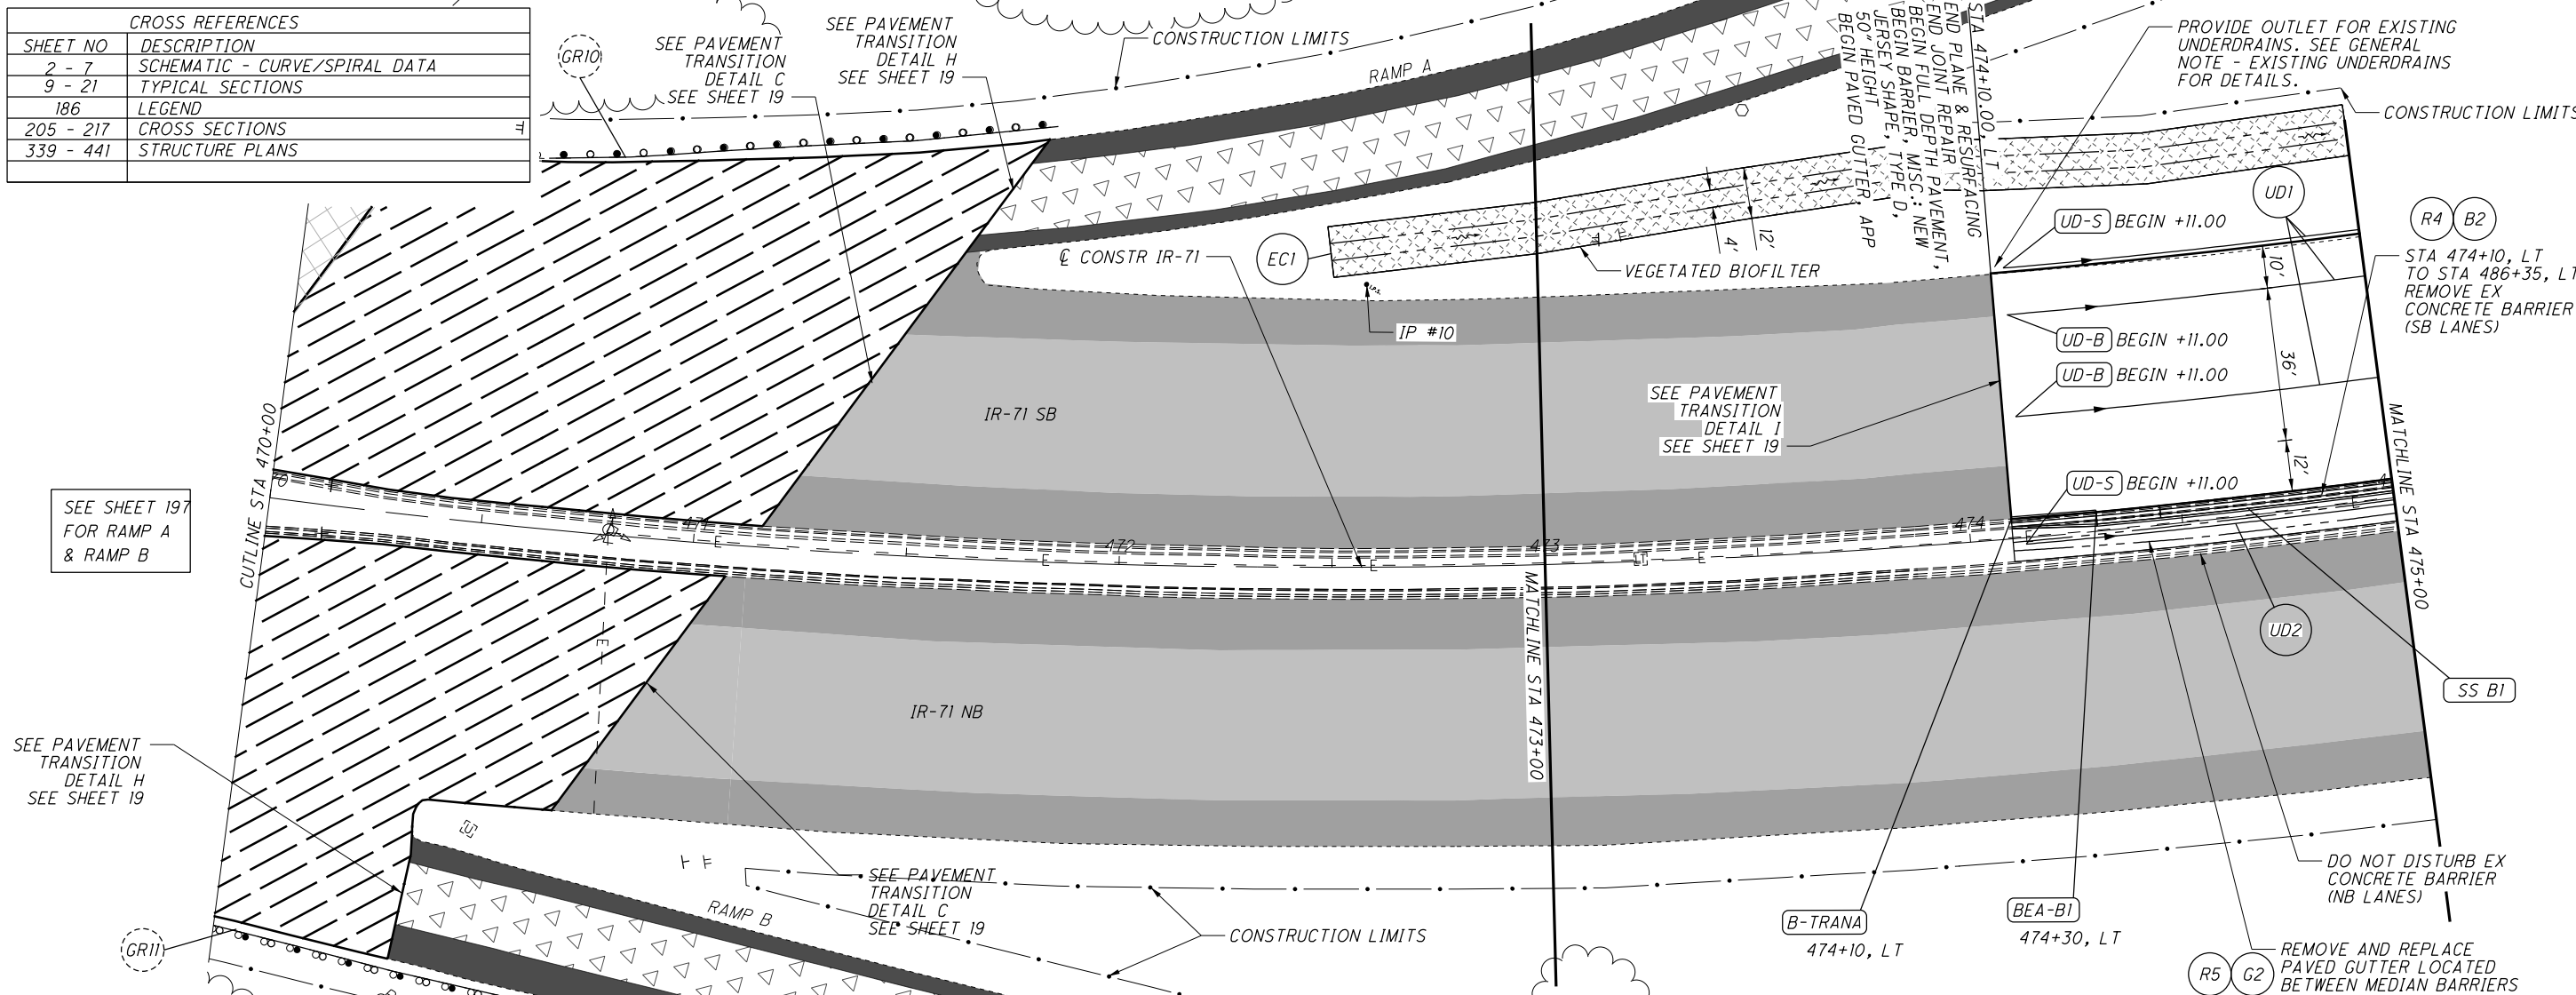 CROSS REFERENCES
SHEET NO DESCRIPTION
2 - 7 SCHEMATIC - CURVE/SPIRAL DATA
9 - 21 TYPICAL SECTIONS
186 LEGEND
205 - 217 CROSS SECTIONS
339 - 441 STRUCTURE PLANS
GR10
SEE PAVEMENT
TRANSITION
DETAIL C
SEE SHEET 19
SEE PAVEMENT
TRANSITION
DETAIL H
SEE SHEET 19
CONSTRUCTION LIMITS
RAMP A
STA 474+10.00, LT
END PLANE & RESURFACING
END JOINT REPAIR
BEGIN FULL DEPTH PAVEMENT,
BEGIN BARRIER, MISC.: NEW
JERSEY SHAPE, TYPE D,
50" HEIGHT
BEGIN PAVED GUTTER, APP
PROVIDE OUTLET FOR EXISTING
UNDERDRAINS. SEE GENERAL
NOTE - EXISTING UNDERDRAINS
FOR DETAILS.
CONSTRUCTION LIMITS
UD1
UD-S BEGIN +11.00
R4 B2
STA 474+10, LT
TO STA 486+35, LT
REMOVE EX
CONCRETE BARRIER
(SB LANES)
℄ CONSTR IR-71
EC1
4'
12'
VEGETATED BIOFILTER
10'
IP #10
UD-B BEGIN +11.00
36'
UD-B BEGIN +11.00
IR-71 SB
SEE PAVEMENT
TRANSITION
DETAIL I
SEE SHEET 19
12'
UD-S BEGIN +11.00
CUTLINE STA 470+00
MATCHLINE STA 475+00
SEE SHEET 197
FOR RAMP A
& RAMP B
471
472
473
474
E
E
E
E
E
E
E
MATCHLINE STA 473+00
UD2
SS B1
IR-71 NB
SEE PAVEMENT
TRANSITION
DETAIL H
SEE SHEET 19
SEE PAVEMENT
TRANSITION
DETAIL C
SEE SHEET 19
RAMP B
CONSTRUCTION LIMITS
GR11
B-TRANA
474+10, LT
BEA-B1
474+30, LT
DO NOT DISTURB EX
CONCRETE BARRIER
(NB LANES)
R5 G2
REMOVE AND REPLACE
PAVED GUTTER LOCATED
BETWEEN MEDIAN BARRIERS